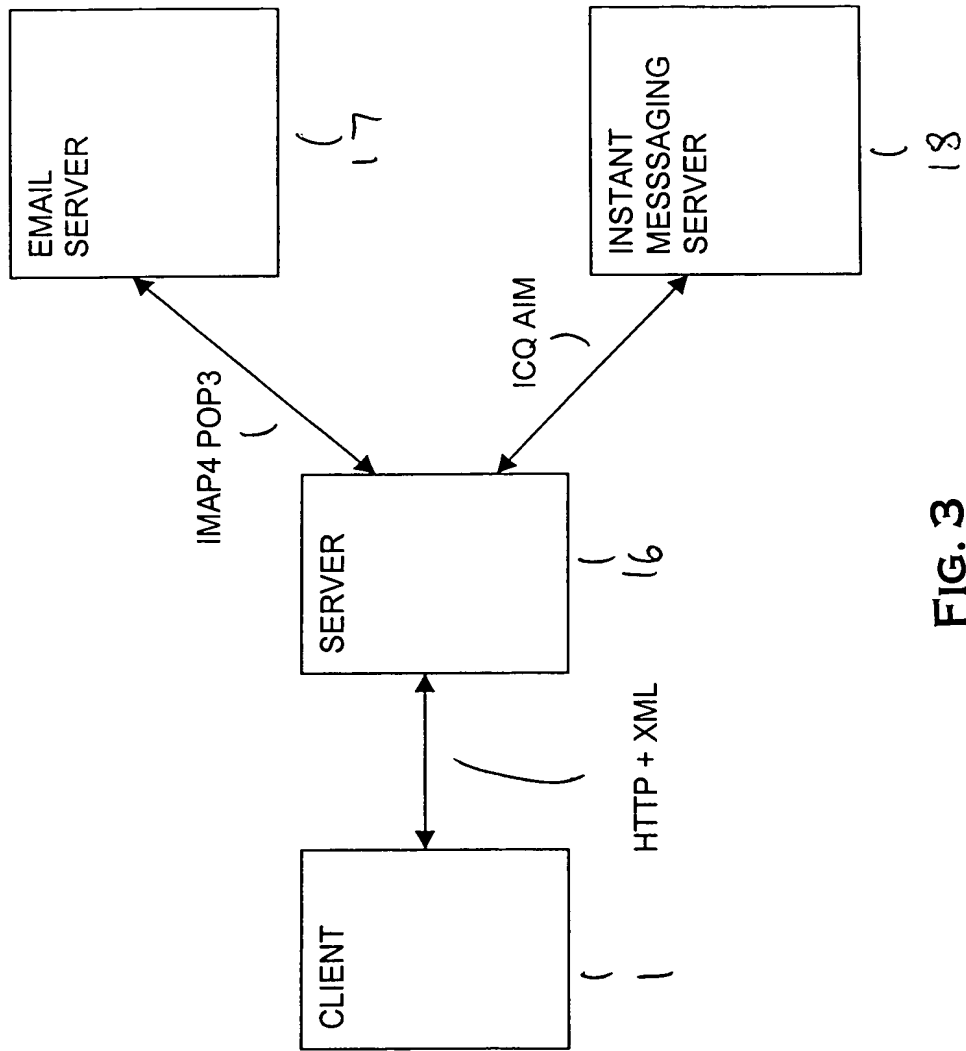 EMAIL
SERVER
17
INSTANT
MESSSAGING
SERVER
18
IMAP4 POP3
ICQ AIM
SERVER
16
HTTP + XML
CLIENT
1
FIG. 3